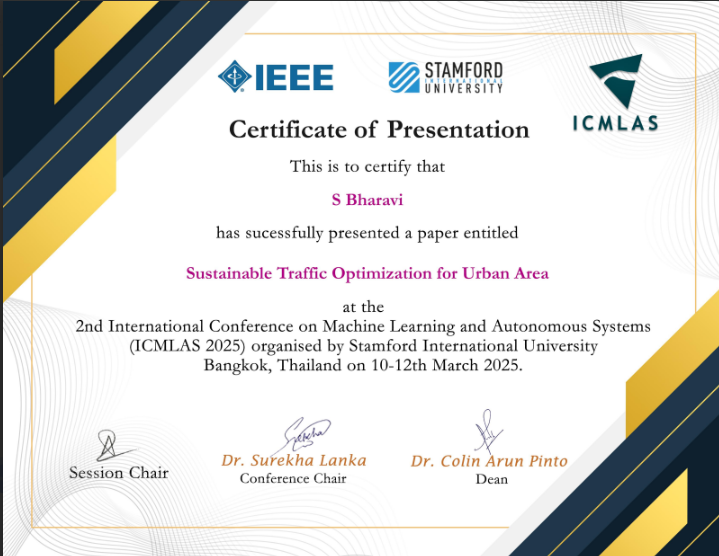 IEEE
STAMFORD
INTERNATIONAL
UNIVERSITY
ICMLAS
Certificate of Presentation
This is to certify that
S Bharavi
has sucessfully presented a paper entitled
Sustainable Traffic Optimization for Urban Area
at the
2nd International Conference on Machine Learning and Autonomous Systems
(ICMLAS 2025) organised by Stamford International University
Bangkok, Thailand on 10-12th March 2025.
Surekha
Session Chair
Dr. Surekha Lanka
Conference Chair
Dr. Colin Arun Pinto
Dean